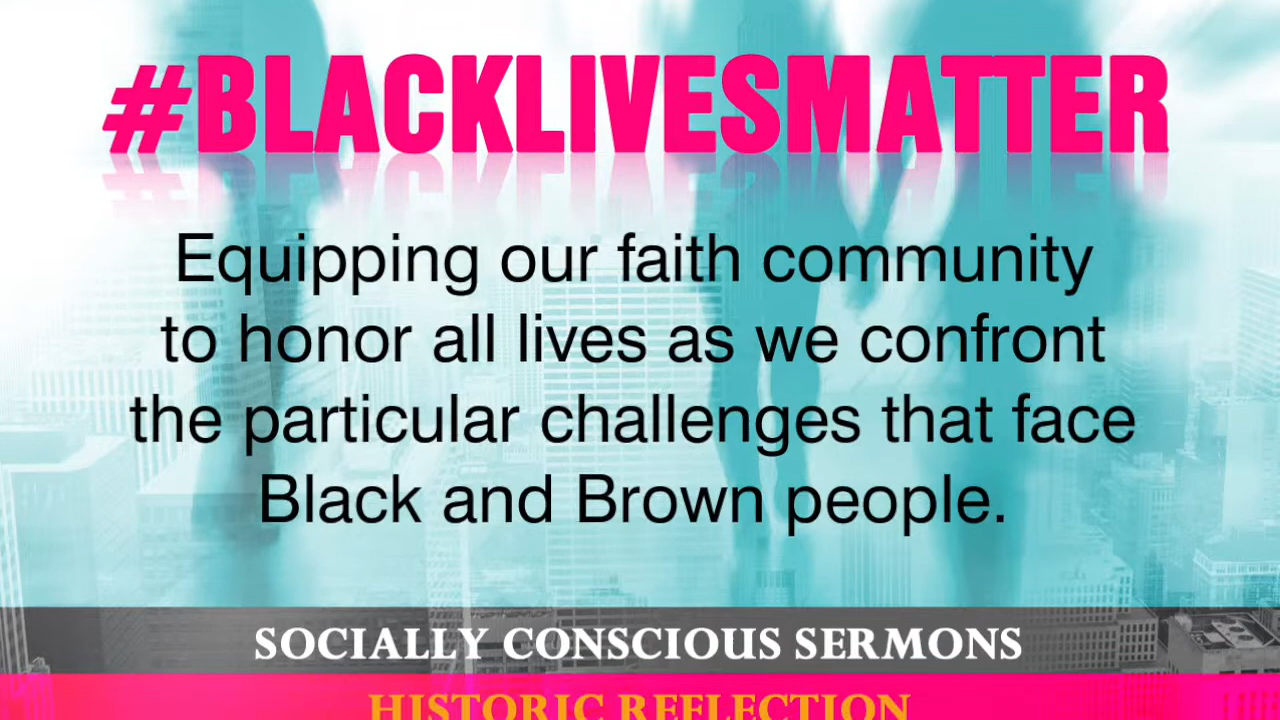 #BLACKLIVESMATTER
Equipping our faith community
to honor all lives as we confront
the particular challenges that face
Black and Brown people.
SOCIALLY CONSCIOUS SERMONS
HISTORIC REFLECTION